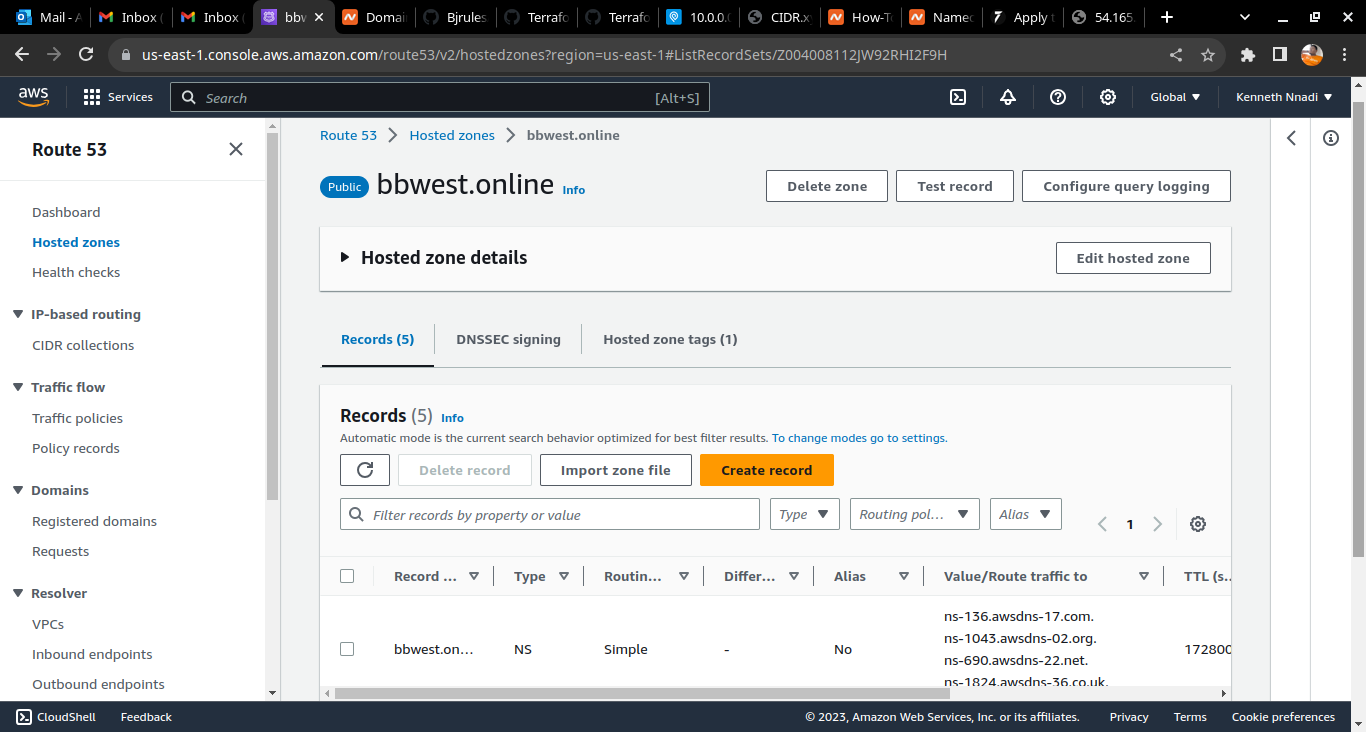 Mail - A
Inbox (
Inbox (
bbw
Domai
Bjrules
Terrafo
Terrafo
10.0.0.0
CIDR.x
How-To
Namec
Apply t
54.165.
us-east-1.console.aws.amazon.com/route53/v2/hostedzones?region=us-east-1#ListRecordSets/Z004008112JW92RHI2F9H
aws
Services
Search
[Alt+S]
Global
Kenneth Nnadi
Route 53
Dashboard
Hosted zones
Health checks
IP-based routing
CIDR collections
Traffic flow
Traffic policies
Policy records
Domains
Registered domains
Requests
Resolver
VPCs
Inbound endpoints
Outbound endpoints
Route 53
Hosted zones
bbwest.online
Public
bbwest.online
Info
Delete zone
Test record
Configure query logging
Hosted zone details
Edit hosted zone
Records (5)
DNSSEC signing
Hosted zone tags (1)
Records (5)
Info
Automatic mode is the current search behavior optimized for best filter results. To change modes go to settings.
Delete record
Import zone file
Create record
Filter records by property or value
Type
Routing pol...
Alias
1
Record ...
Type
Routin...
Differ...
Alias
Value/Route traffic to
TTL (s...
bbwest.on...
NS
Simple
-
No
ns-136.awsdns-17.com.
ns-1043.awsdns-02.org.
ns-690.awsdns-22.net.
ns-1824.awsdns-36.co.uk.
172800
CloudShell
Feedback
© 2023, Amazon Web Services, Inc. or its affiliates.
Privacy
Terms
Cookie preferences